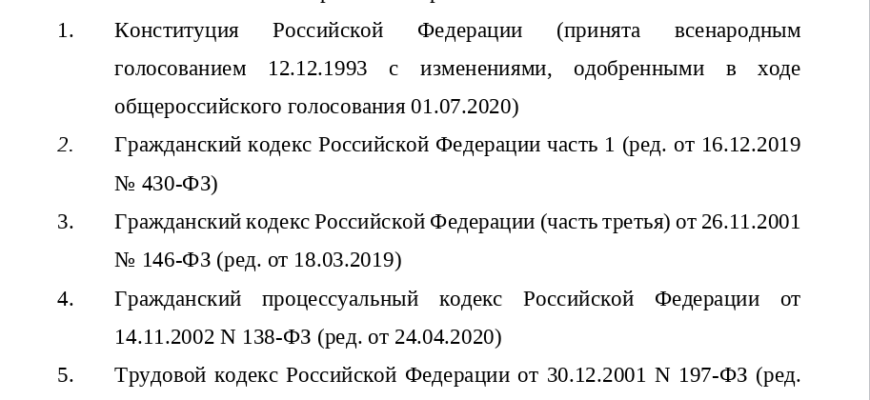 1. Конституция Российской Федерации (принята всенародным
голосованием 12.12.1993 с изменениями, одобренными в ходе
общероссийского голосования 01.07.2020)
2. Гражданский кодекс Российской Федерации часть 1 (ред. от 16.12.2019
№ 430-ФЗ)
3. Гражданский кодекс Российской Федерации (часть третья) от 26.11.2001
№ 146-ФЗ (ред. от 18.03.2019)
4. Гражданский процессуальный кодекс Российской Федерации от
14.11.2002 N 138-ФЗ (ред. от 24.04.2020)
5. Трудовой кодекс Российской Федерации от 30.12.2001 N 197-ФЗ (ред.